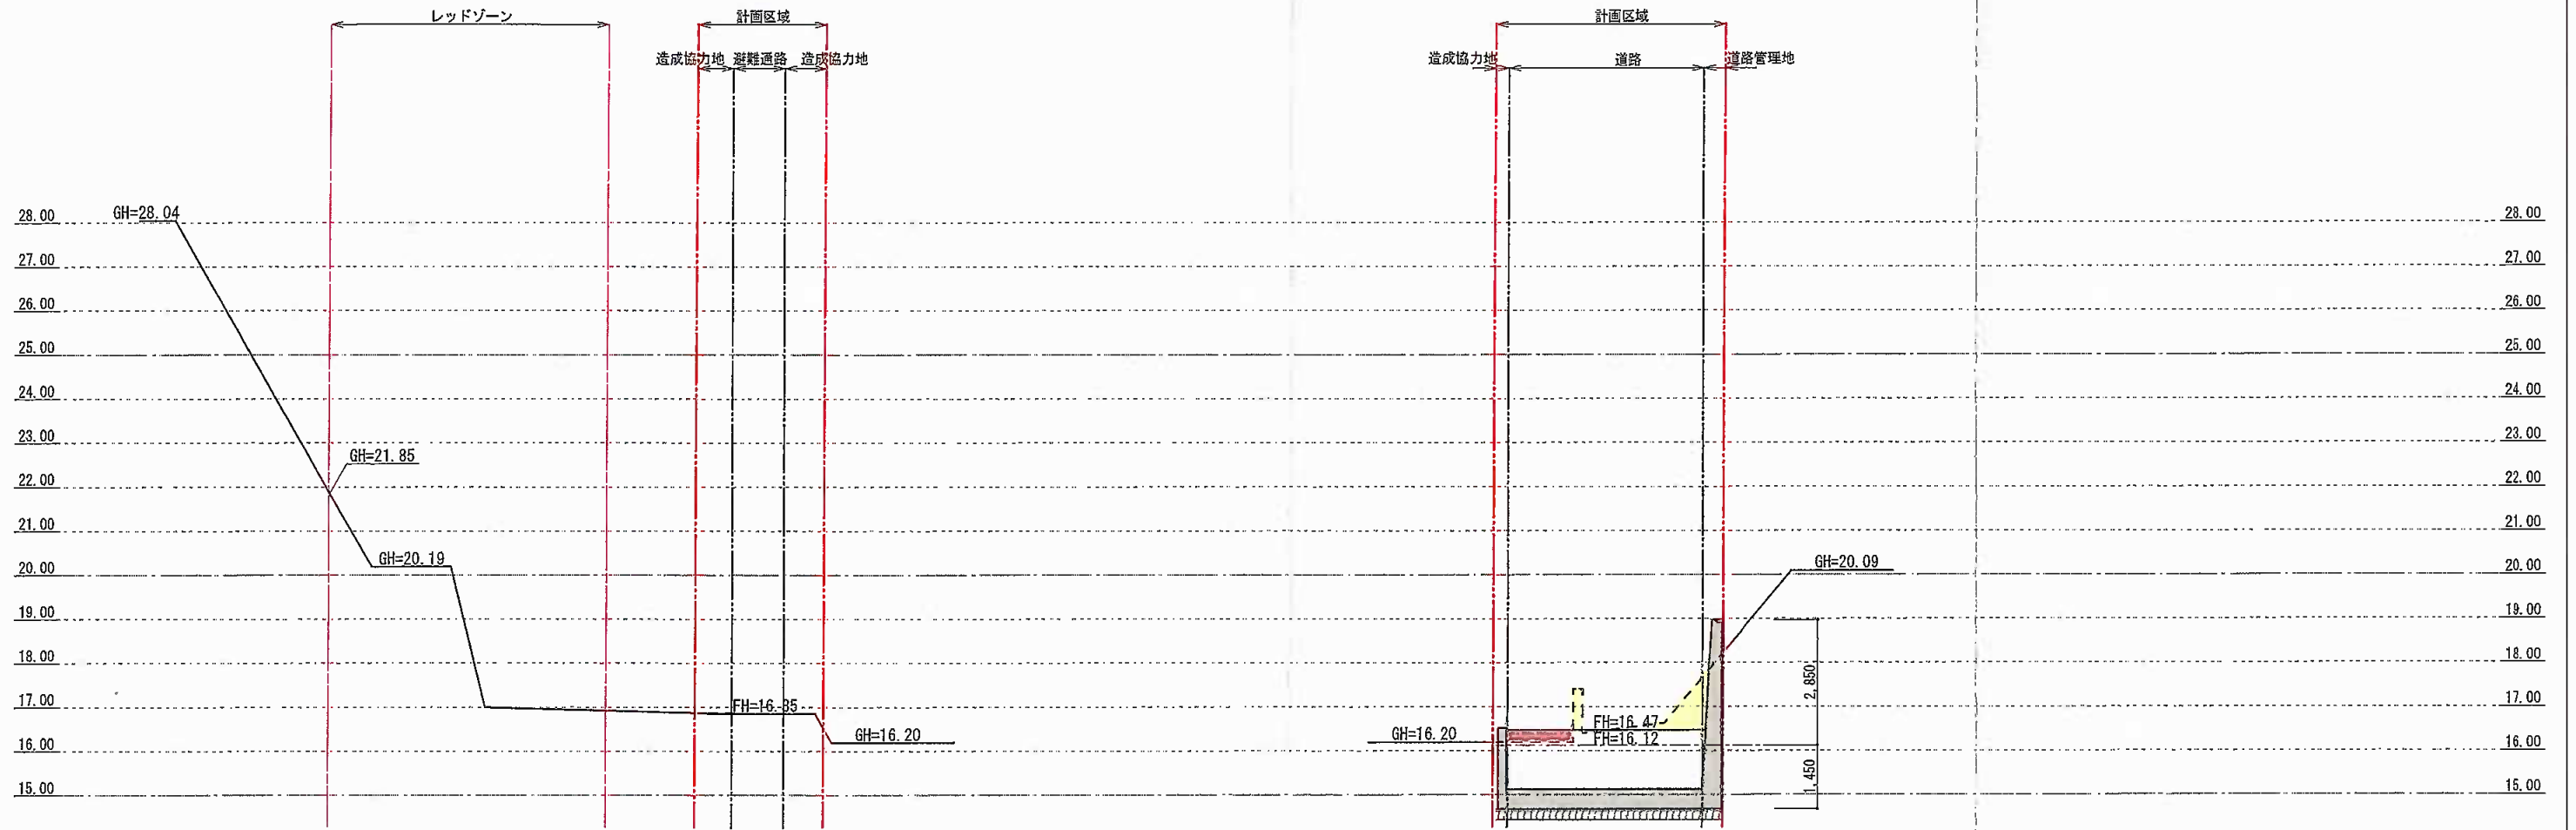 レッドゾーン
計画区域
計画区域
造成協力地 避難通路 造成協力地
造成協力地 道路 道路管理地
28.00 GH=28.04 28.00
27.00 27.00
26.00 26.00
25.00 25.00
24.00 24.00
23.00 23.00
GH=21.85
22.00 22.00
21.00 21.00
GH=20.19 GH=20.09
20.00 20.00
19.00 19.00
18.00 18.00
2,850
17.00 FH=16.85 17.00
FH=16.47
GH=16.20 GH=16.20 FH=16.12
16.00 16.00
1,450
15.00 15.00